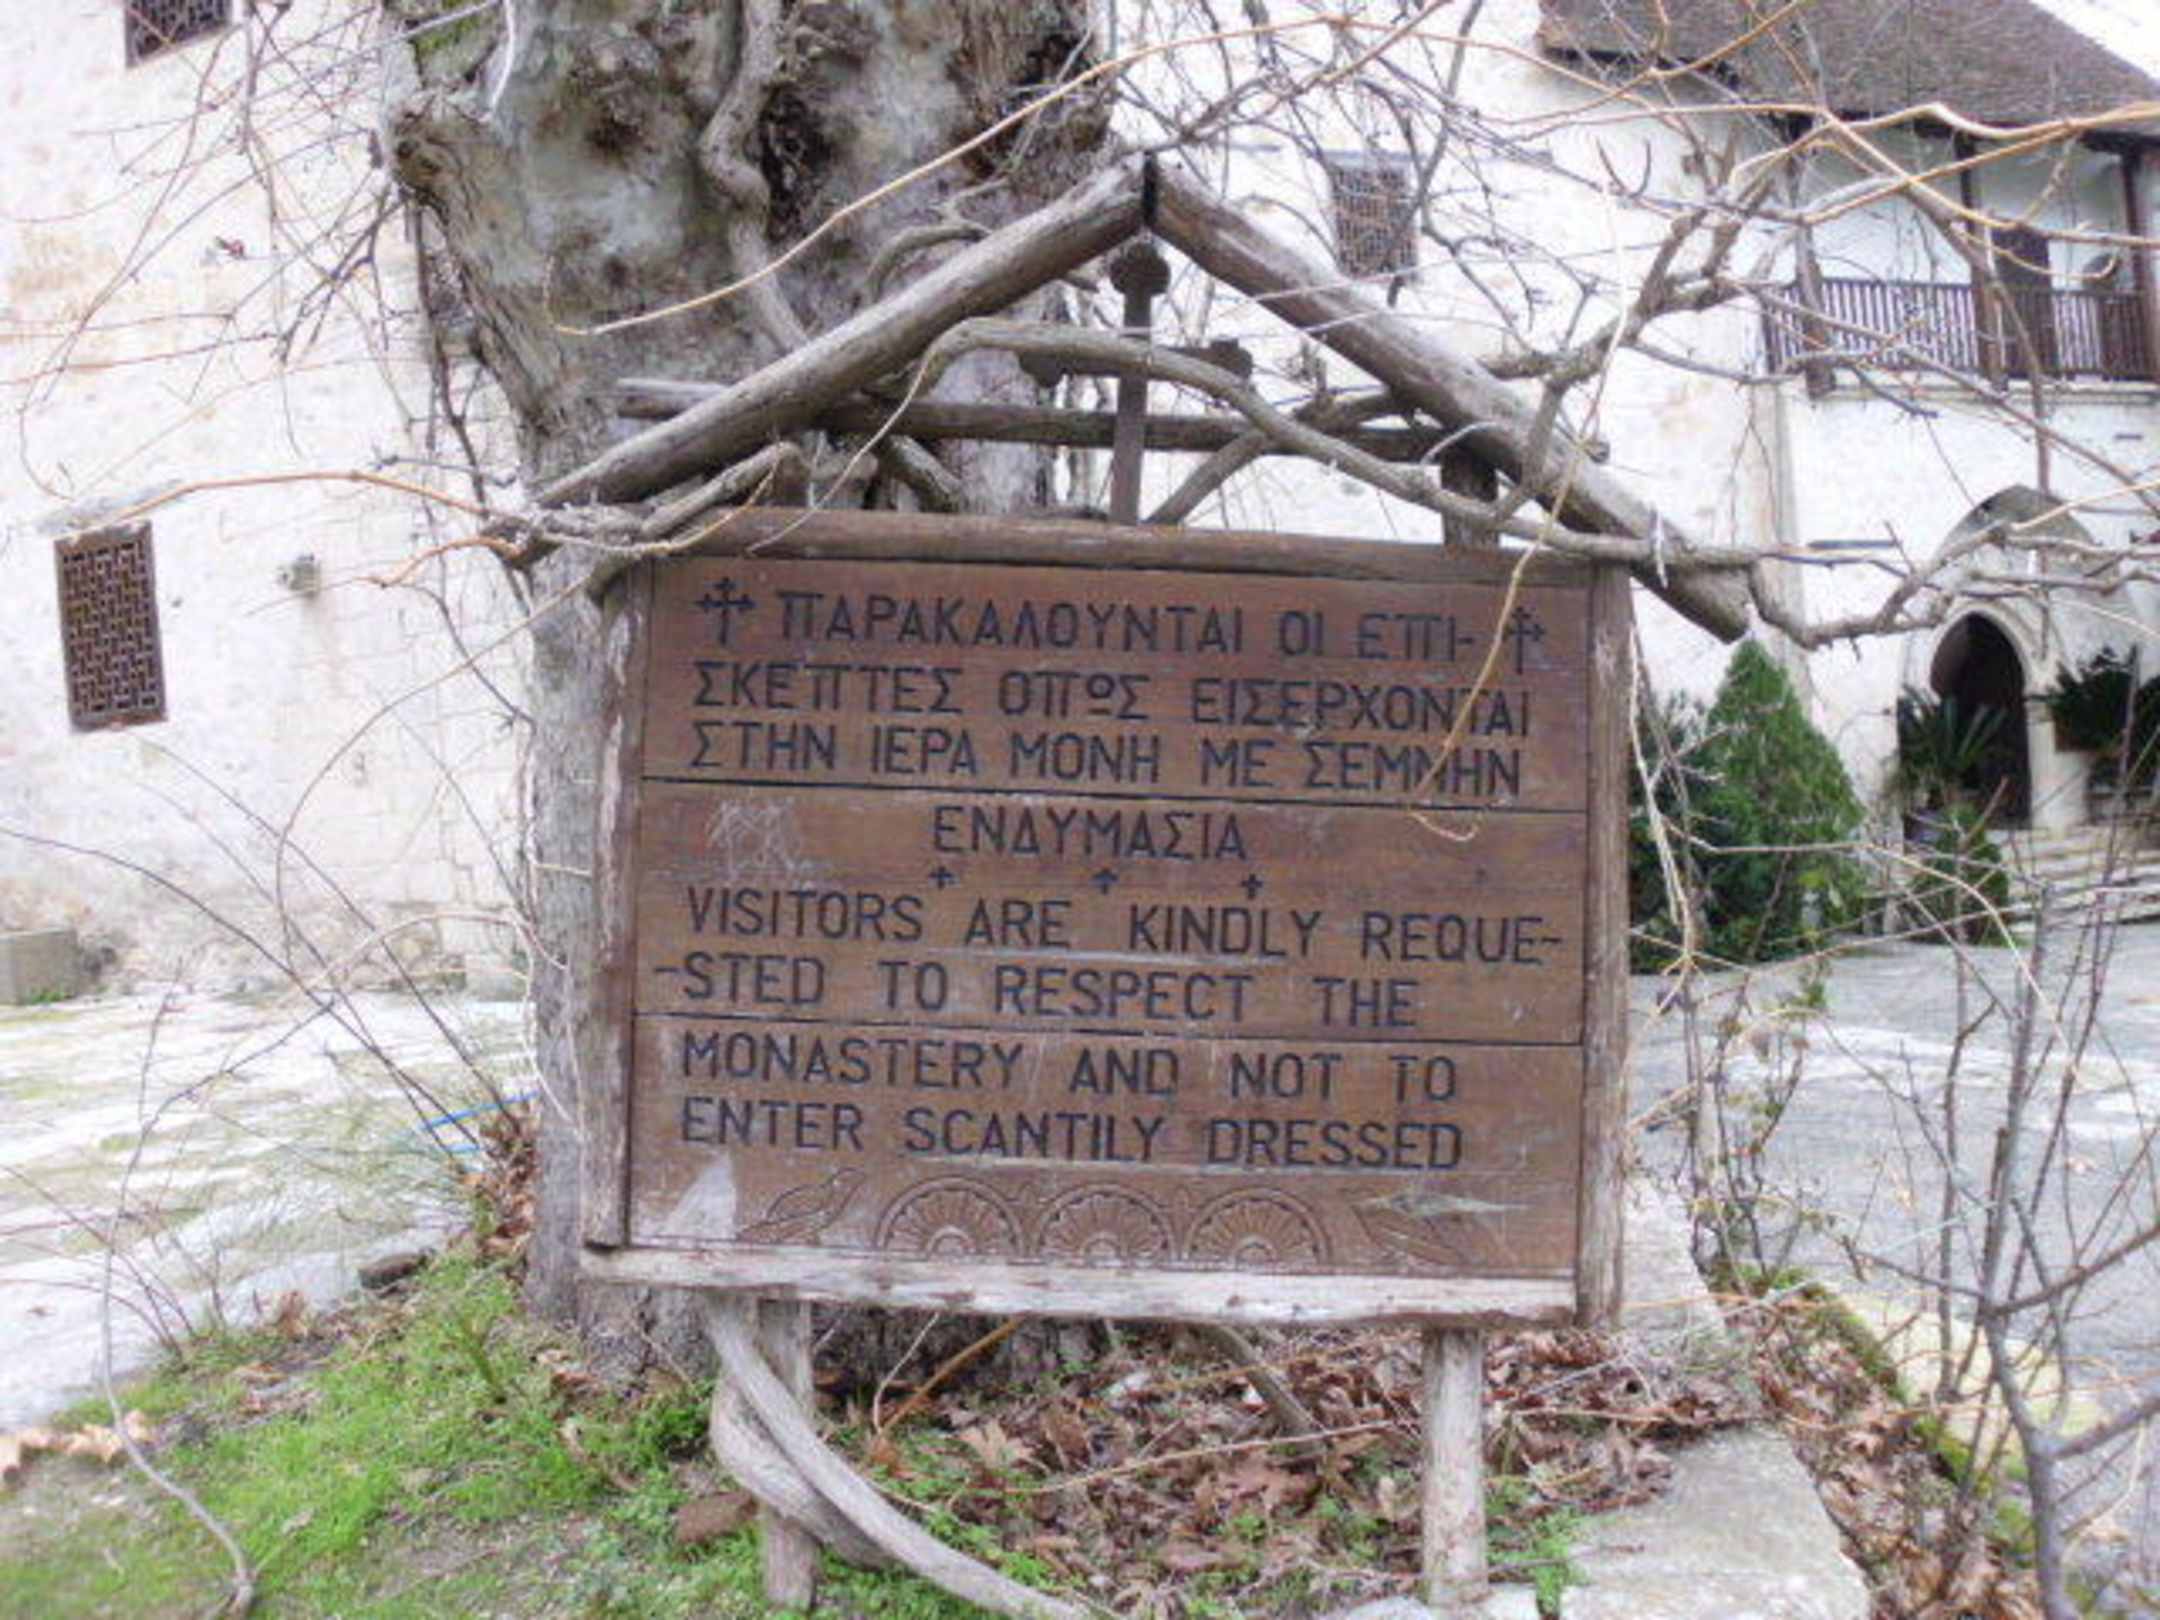 ΠΑΡΑΚΑΛΟΥΝΤΑΙ ΟΙ ΕΠΙ-
ΣΚΕΠΤΕΣ ΟΠΩΣ ΕΙΣΕΡΧΟΝΤΑΙ
ΣΤΗΝ ΙΕΡΑ ΜΟΝΗ ΜΕ ΣΕΜΝΗΝ
ΕΝΔΥΜΑΣΙΑ
VISITORS ARE KINDLY REQUE-
-STED TO RESPECT THE
MONASTERY AND NOT TO
ENTER SCANTILY DRESSED